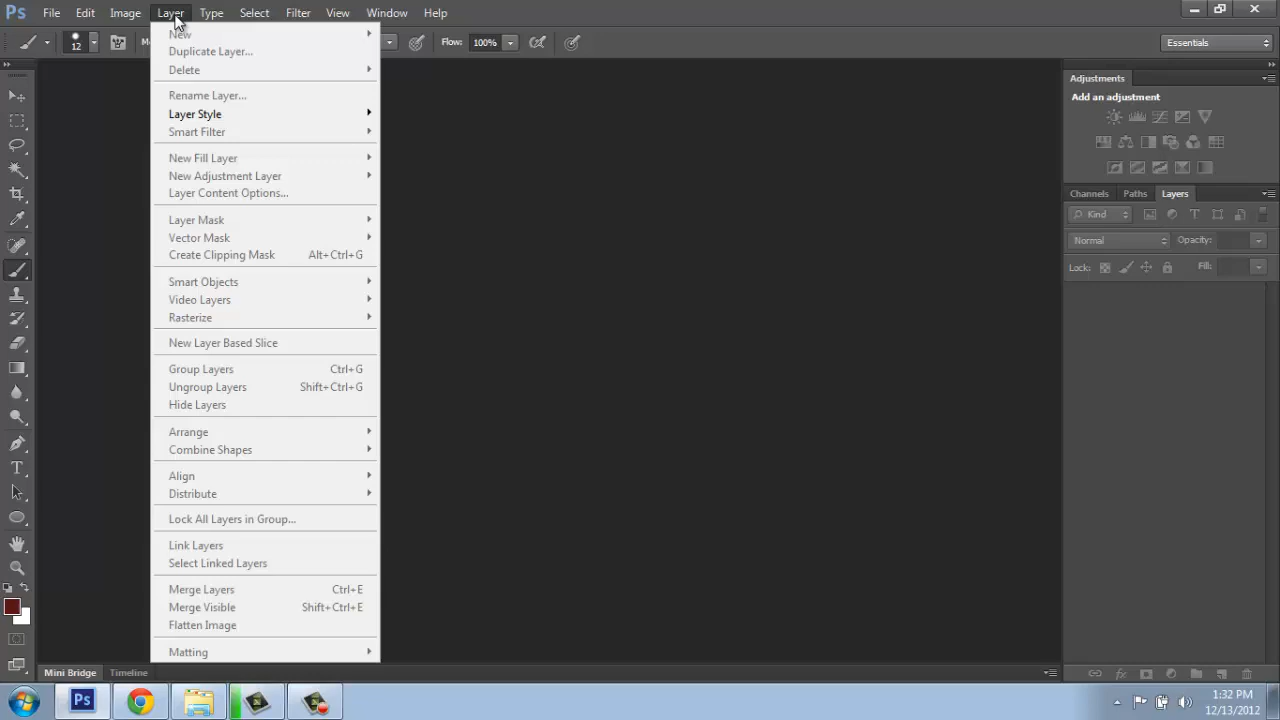 Ps File Edit Image Layer Type Select Filter View Window Help
12 Mo Flow: 100% Essentials
New
Duplicate Layer...
Delete
Rename Layer...
Layer Style
Smart Filter
New Fill Layer
New Adjustment Layer
Layer Content Options...
Layer Mask
Vector Mask
Create Clipping Mask Alt+Ctrl+G
Smart Objects
Video Layers
Rasterize
New Layer Based Slice
Group Layers Ctrl+G
Ungroup Layers Shift+Ctrl+G
Hide Layers
Arrange
Combine Shapes
Align
Distribute
Lock All Layers in Group...
Link Layers
Select Linked Layers
Merge Layers Ctrl+E
Merge Visible Shift+Ctrl+E
Flatten Image
Matting
Adjustments
Add an adjustment
Channels Paths Layers
Kind
Normal Opacity:
Lock: Fill:
Mini Bridge Timeline
Ps
1:32 PM
12/13/2012